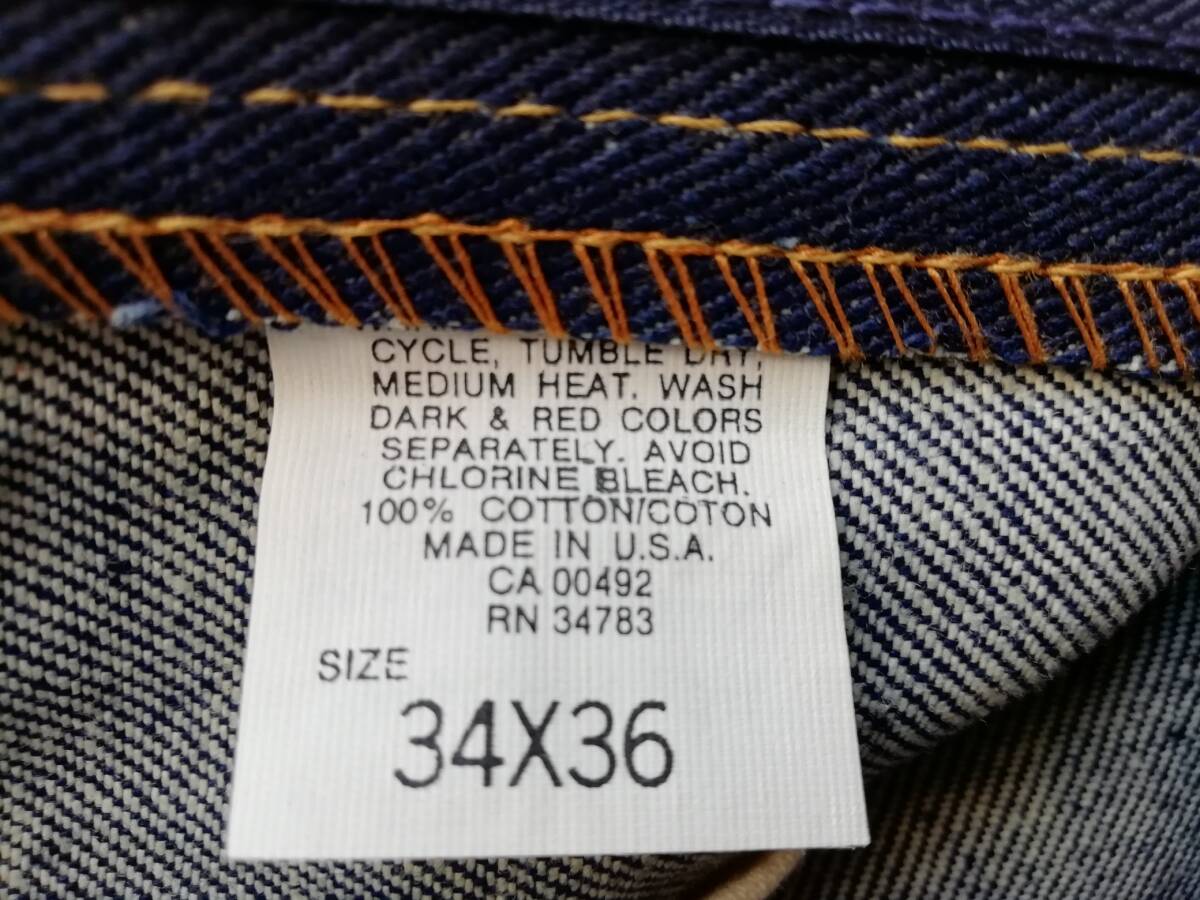 CYCLE, TUMBLE DRY,
MEDIUM HEAT. WASH
DARK & RED COLORS
SEPARATELY. AVOID
CHLORINE BLEACH.
100% COTTON/COTON
MADE IN U.S.A.
CA 00492
RN 34783
SIZE
34X36